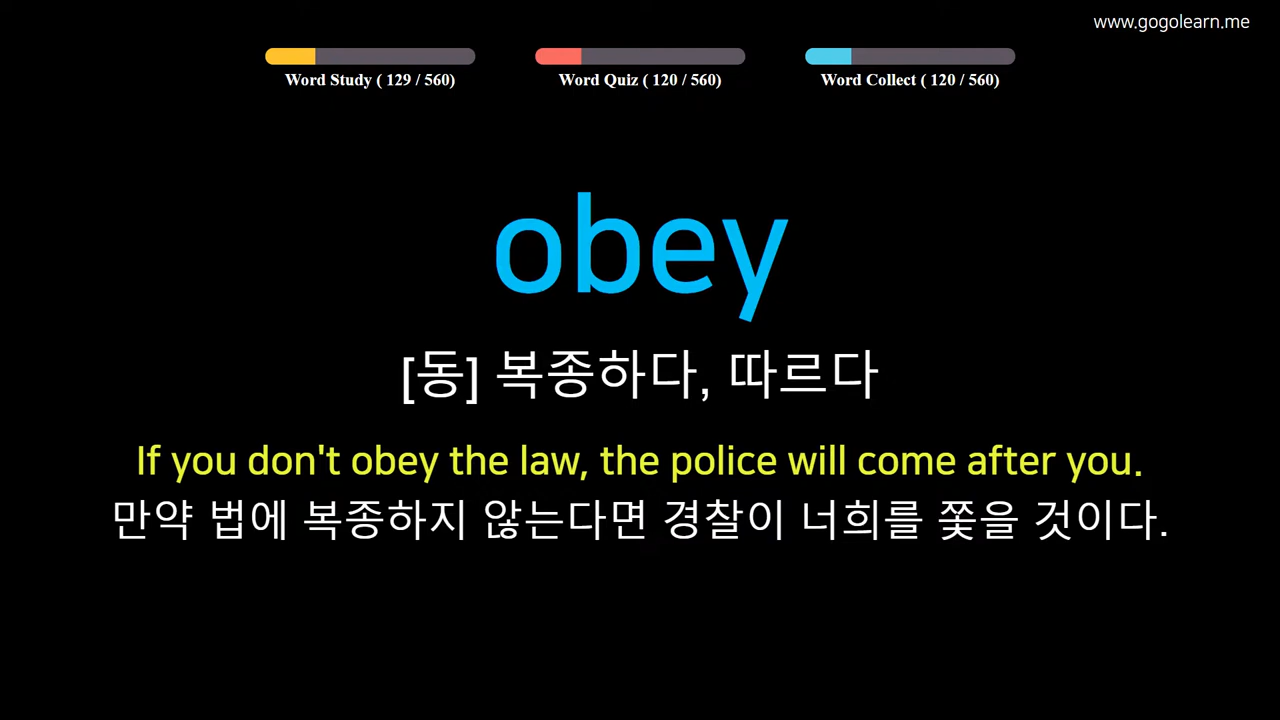 www.gogolearn.me
Word Study ( 129 / 560)
Word Quiz ( 120 / 560)
Word Collect ( 120 / 560)
obey
[동] 복종하다, 따르다
If you don't obey the law, the police will come after you.
만약 법에 복종하지 않는다면 경찰이 너희를 쫓을 것이다.